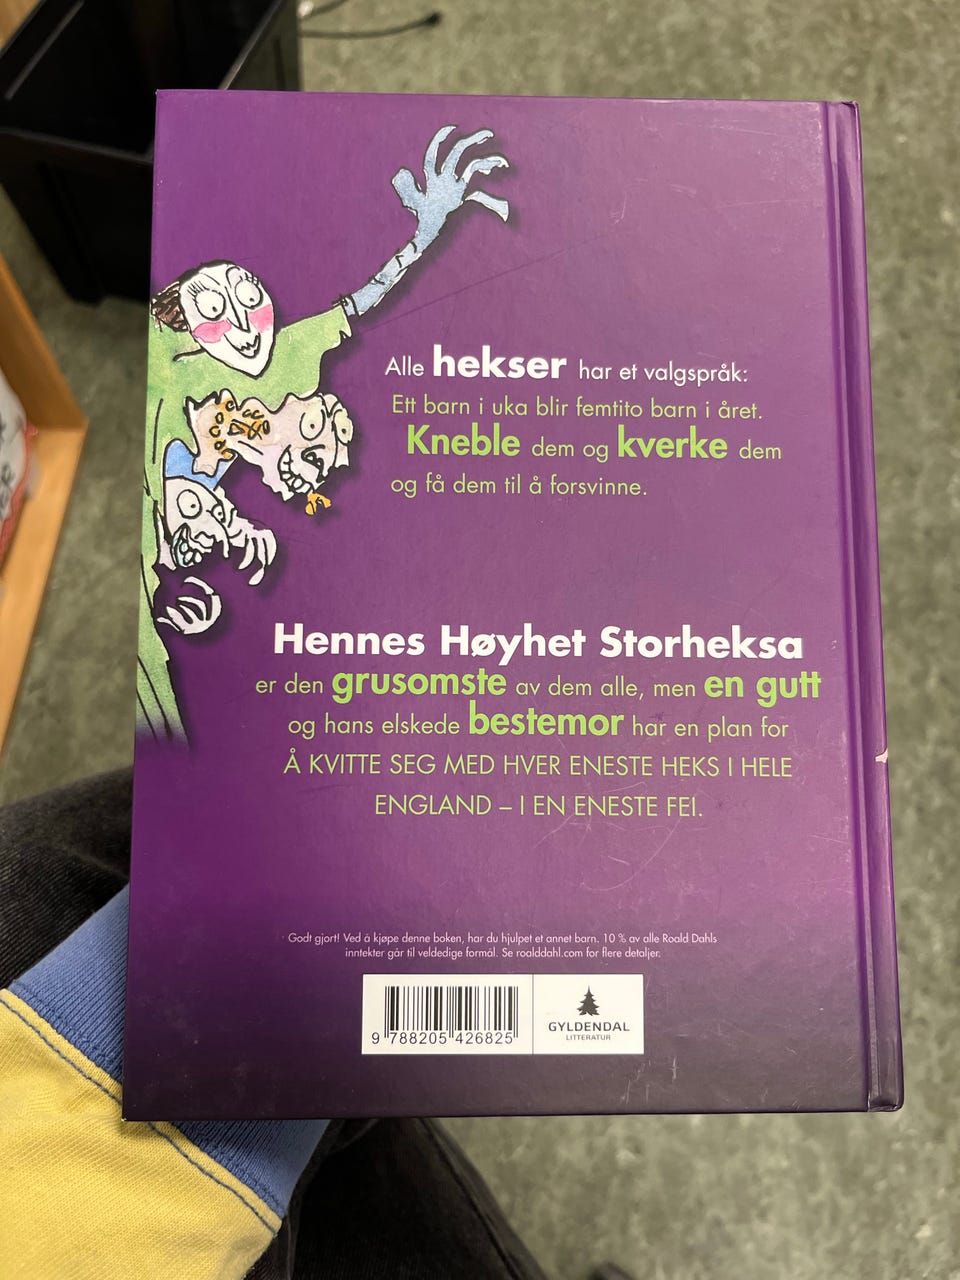 Alle hekser har et valgspråk:
Ett barn i uka blir femtito barn i året.
Kneble dem og kverke dem
og få dem til å forsvinne.
Hennes Høyhet Storheksa
er den grusomste av dem alle, men en gutt
og hans elskede bestemor har en plan for
Å KVITTE SEG MED HVER ENESTE HEKS I HELE
ENGLAND – I EN ENESTE FEI.
Godt gjort! Ved å kjøpe denne boken, har du hjulpet et annet barn. 10 % av alle Roald Dahls
inntekter går til veldedige formål. Se roalddahl.com for flere detaljer.
9 788205 426825
GYLDENDAL
LITTERATUR